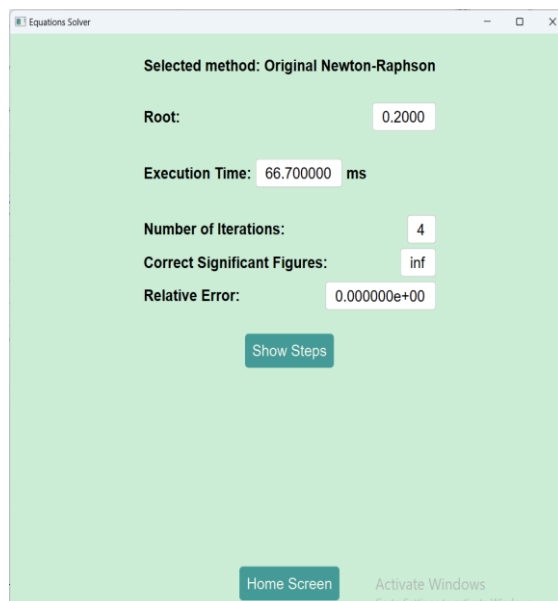 Equations Solver
Selected method: Original Newton-Raphson
Root: 0.2000
Execution Time: 66.700000 ms
Number of Iterations: 4
Correct Significant Figures: inf
Relative Error: 0.000000e+00
Show Steps
Home Screen
Activate Windows